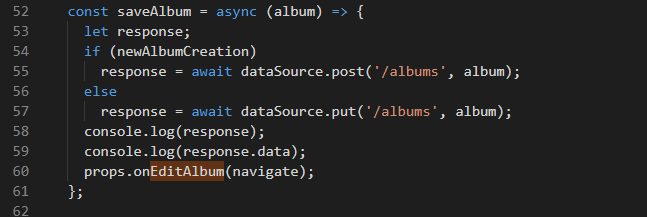 52 const saveAlbum = async (album) => {
53 let response;
54 if (newAlbumCreation)
55 response = await dataSource.post('/albums', album);
56 else
57 response = await dataSource.put('/albums', album);
58 console.log(response);
59 console.log(response.data);
60 props.onEditAlbum(navigate);
61 };
62